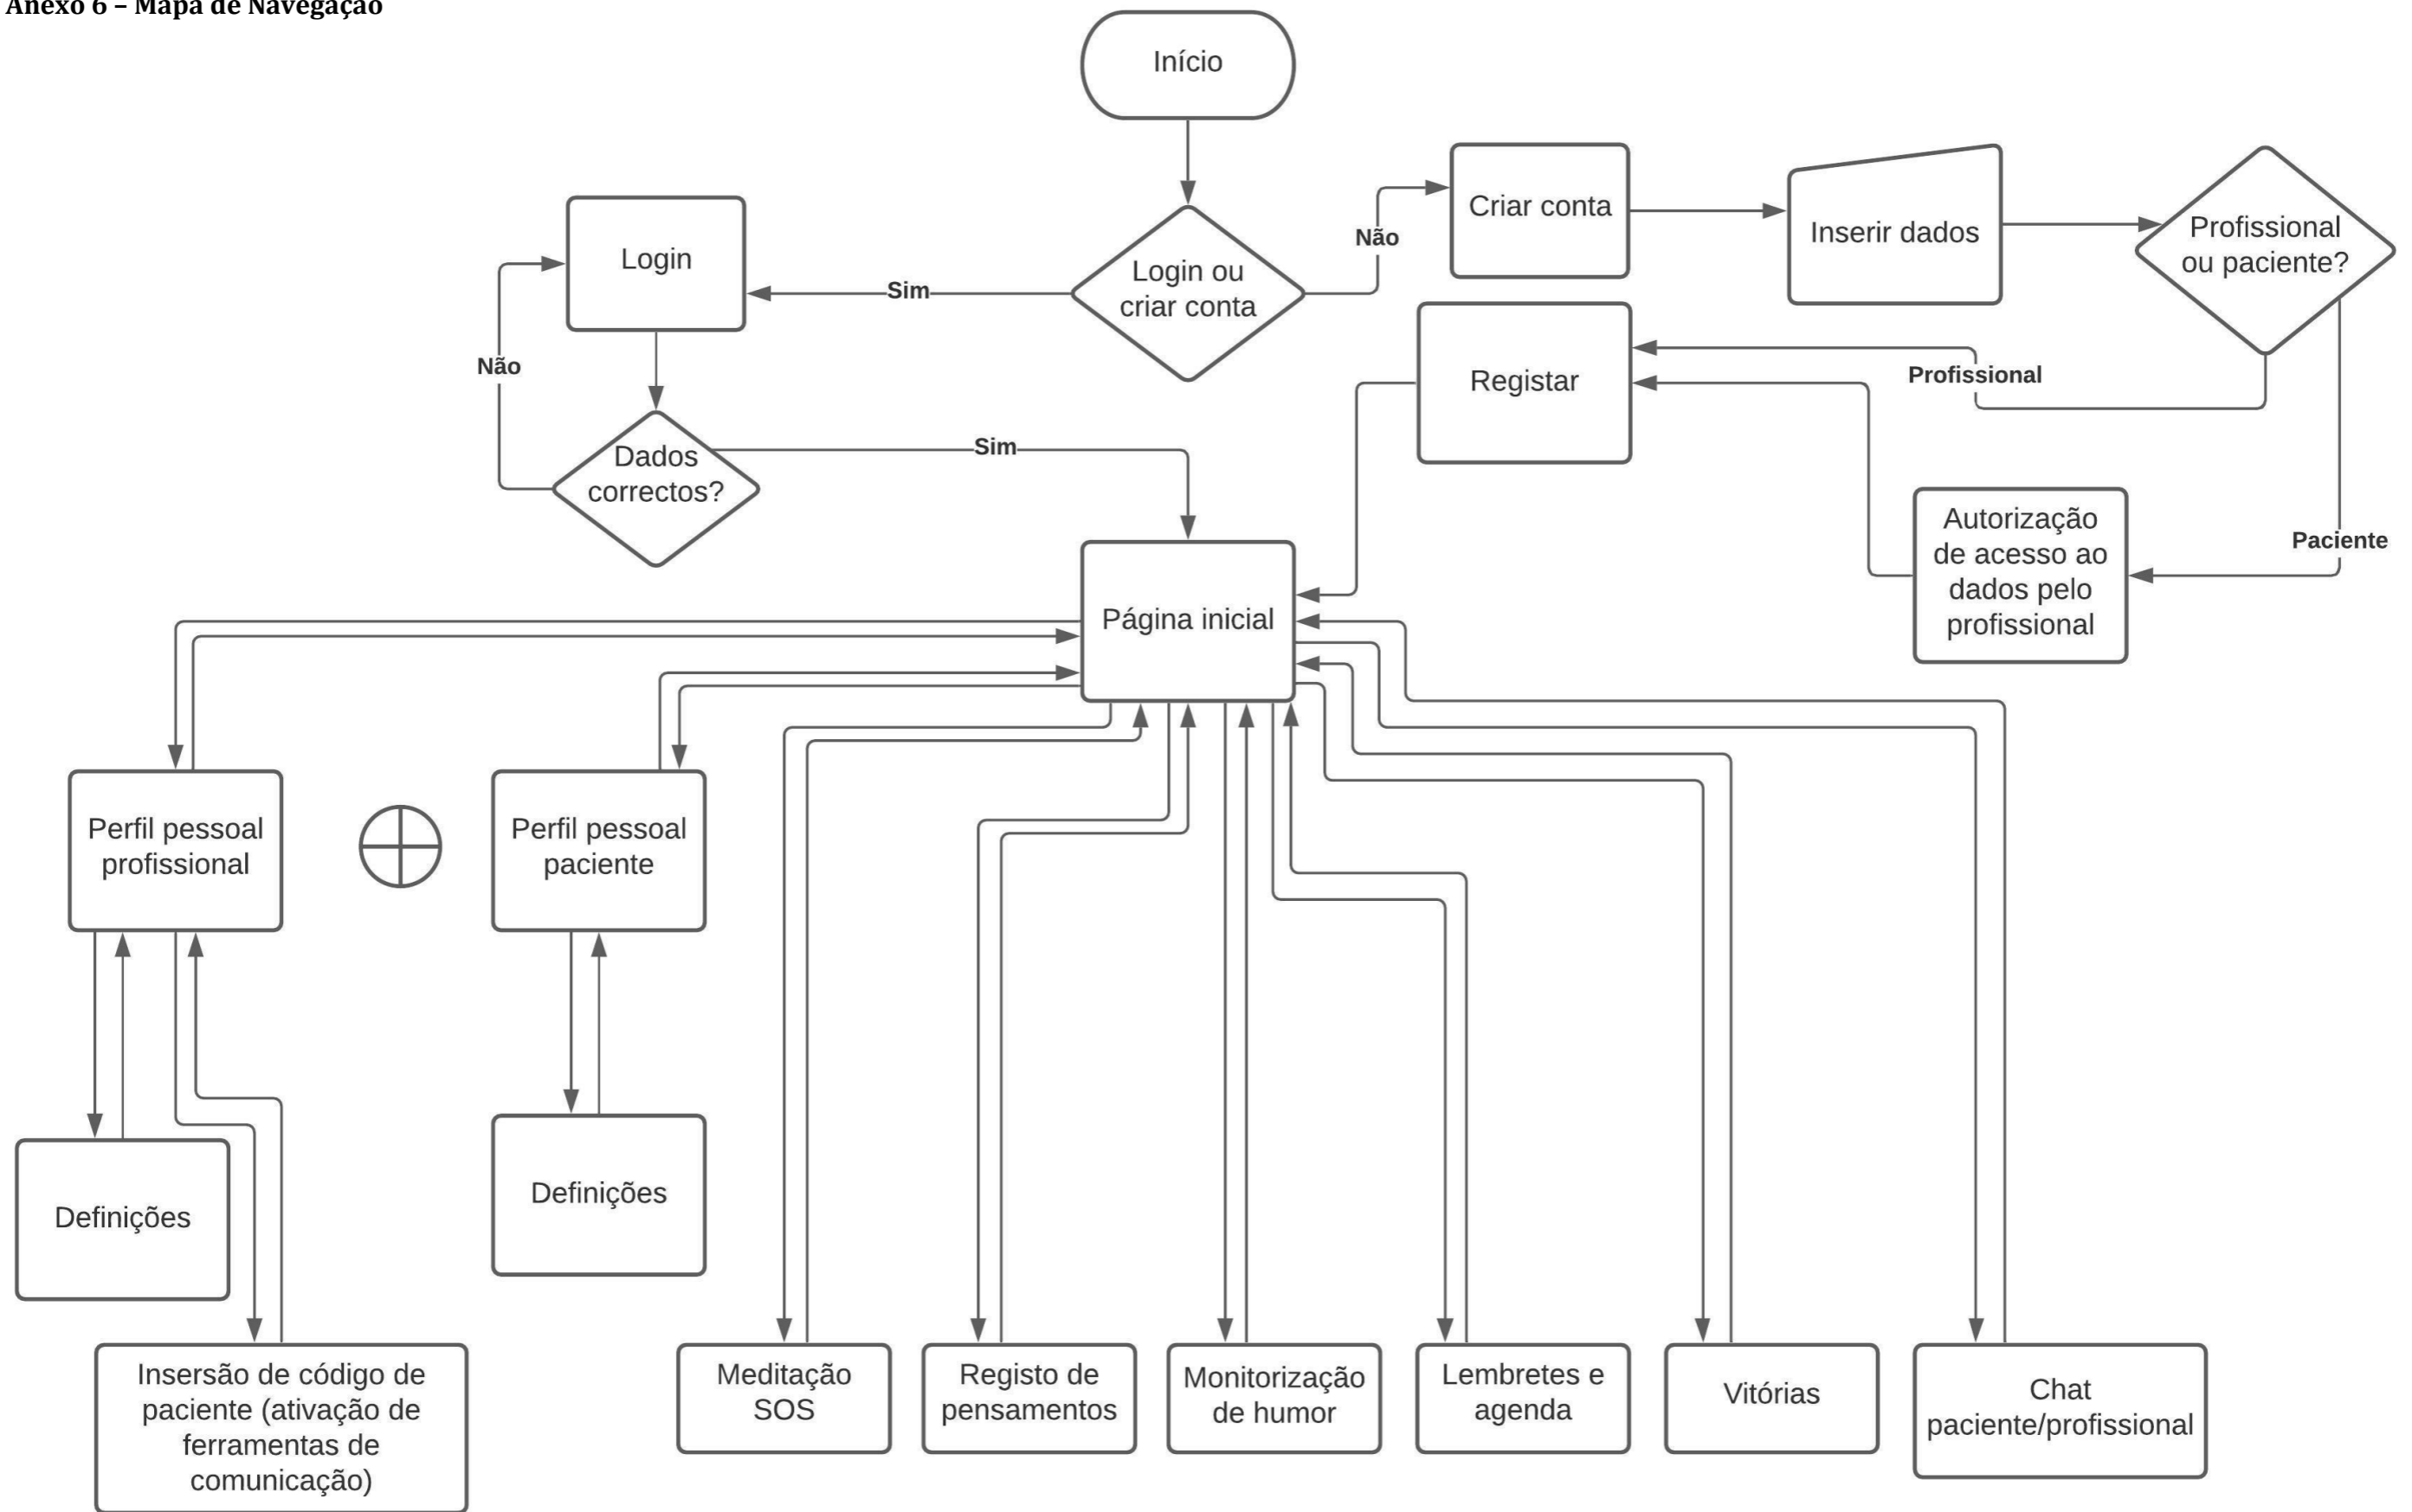 Anexo 6 – Mapa de Navegação
Início
Login ou
criar conta
Sim
Não
Login
Criar conta
Inserir dados
Profissional
ou paciente?
Profissional
Paciente
Registar
Autorização
de acesso ao
dados pelo
profissional
Não
Dados
correctos?
Sim
Página inicial
Perfil pessoal
profissional
Perfil pessoal
paciente
Definições
Definições
Insersão de código de
paciente (ativação de
ferramentas de
comunicação)
Meditação
SOS
Registo de
pensamentos
Monitorização
de humor
Lembretes e
agenda
Vitórias
Chat
paciente/profissional